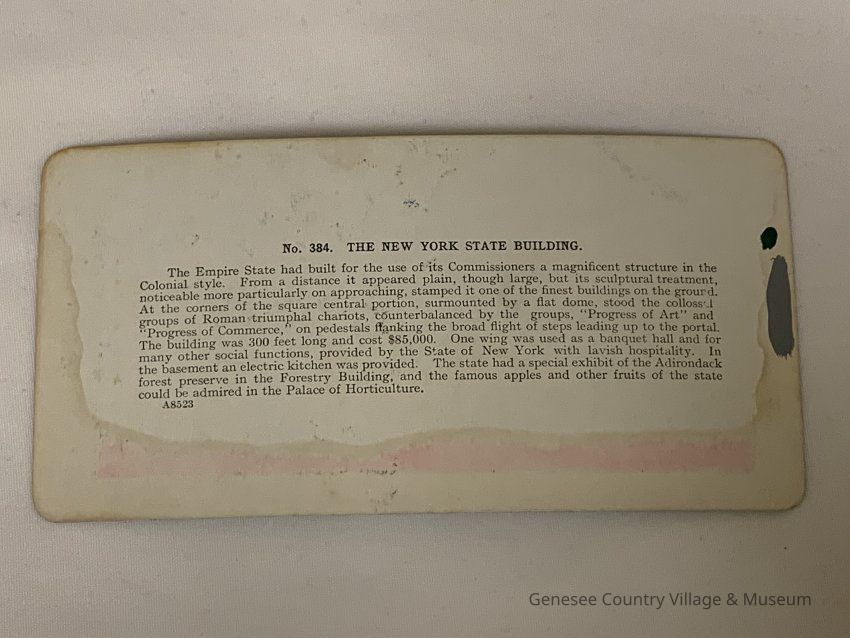 No. 384. THE NEW YORK STATE BUILDING.
The Empire State had built for the use of its Commissioners a magnificent structure in the
Colonial style. From a distance it appeared plain, though large, but its sculptural treatment,
noticeable more particularly on approaching, stamped it one of the finest buildings on the ground.
At the corners of the square central portion, surmounted by a flat dome, stood the collossal
groups of Roman triumphal chariots, counterbalanced by the groups, "Progress of Art" and
"Progress of Commerce," on pedestals flanking the broad flight of steps leading up to the portal.
The building was 300 feet long and cost $85,000. One wing was used as a banquet hall and for
many other social functions, provided by the State of New York with lavish hospitality. In
the basement an electric kitchen was provided. The state had a special exhibit of the Adirondack
forest preserve in the Forestry Building, and the famous apples and other fruits of the state
could be admired in the Palace of Horticulture.
A8523
Genesee Country Village & Museum